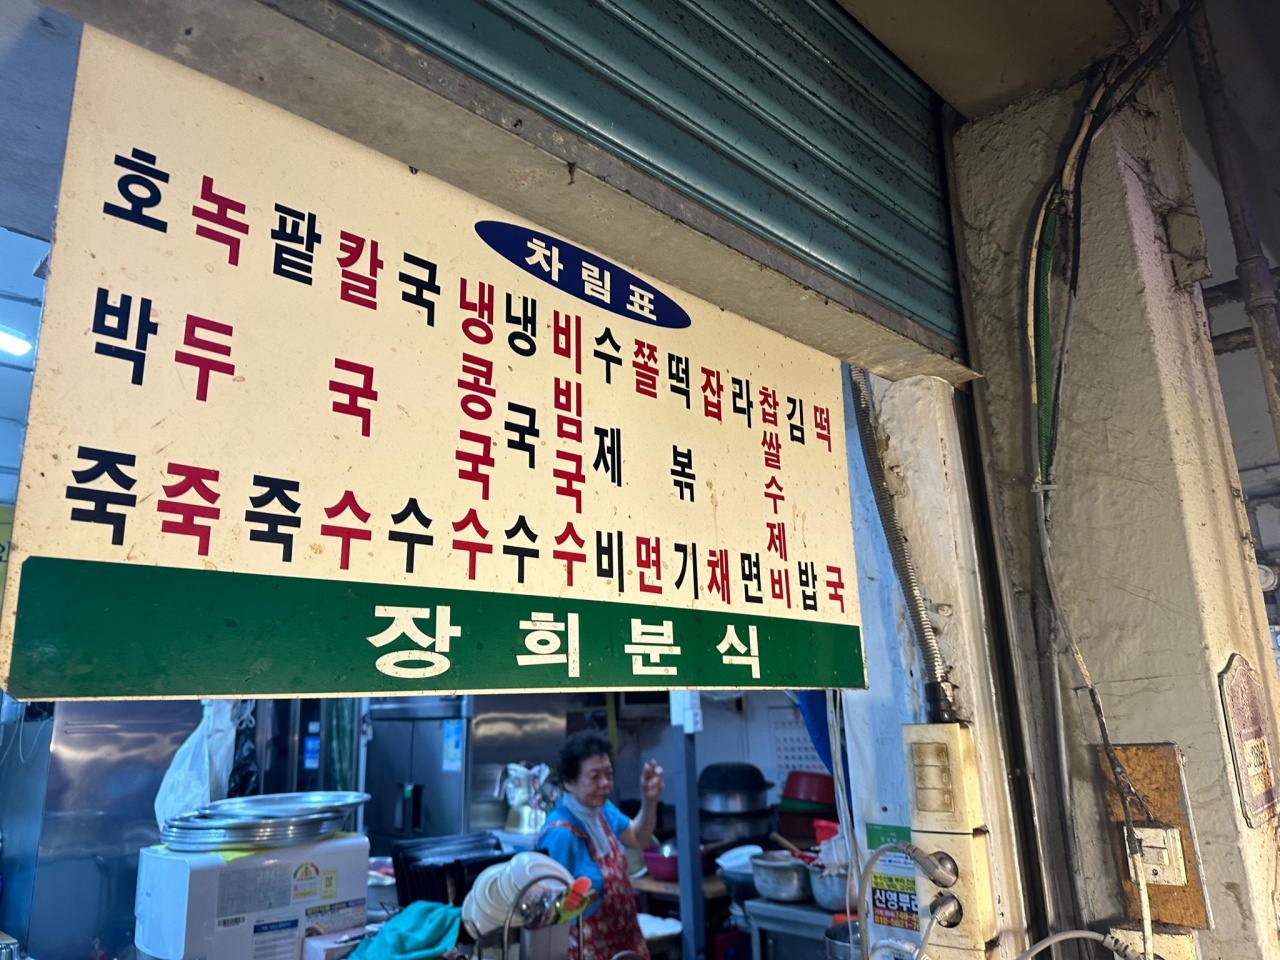 차림표
호박죽
녹두죽
팥죽
칼국수
국수
냉콩국수
냉국수
비빔국수
수제비
쫄면
떡볶기
잡채
라면
찹쌀수제비
김밥
떡국
장희분식